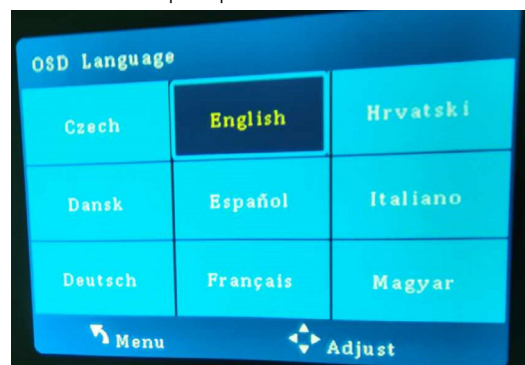 OSD Language
Czech English Hrvatski
Dansk Español Italiano
Deutsch Français Magyar
Menu Adjust